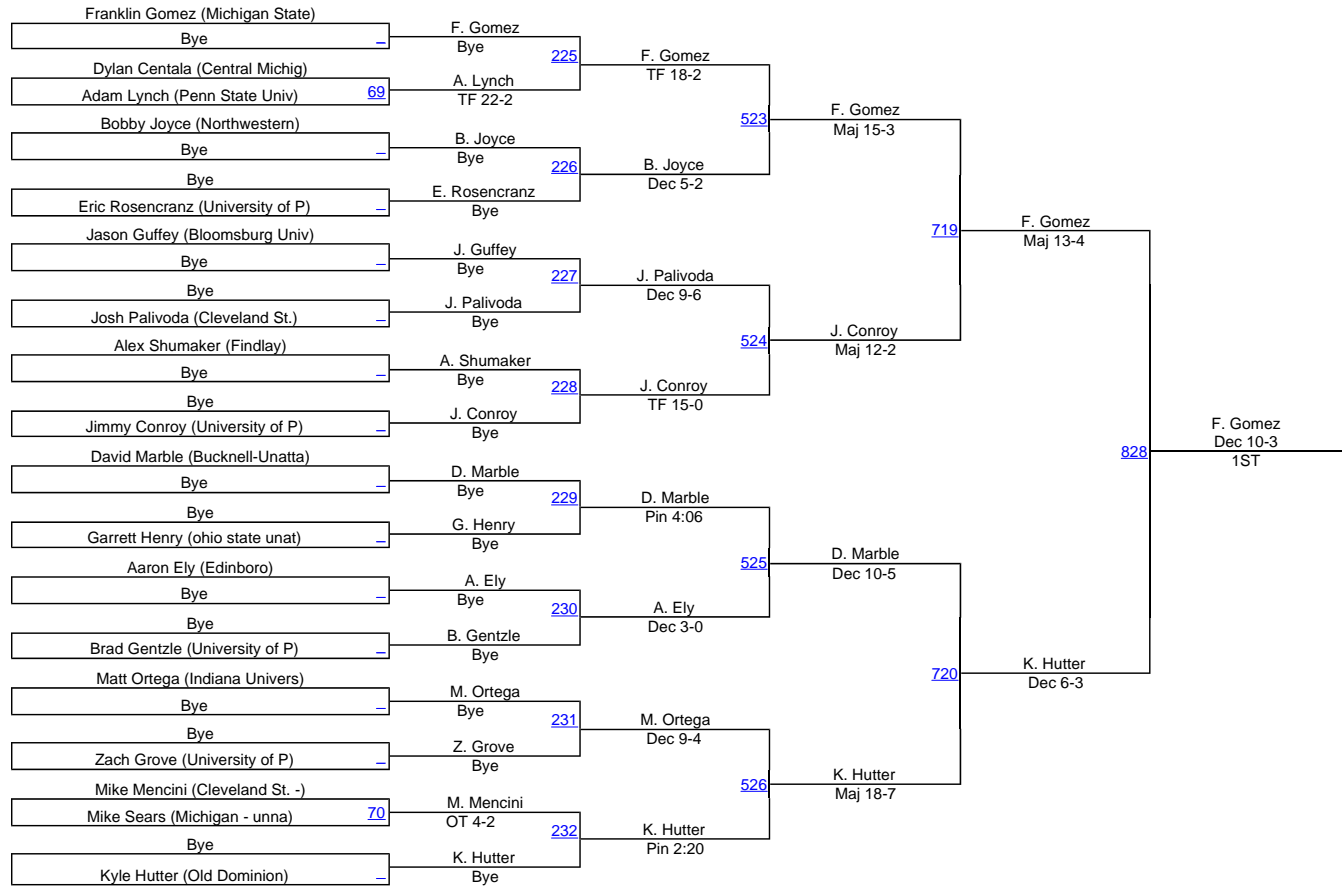 Franklin Gomez (Michigan State)
Bye
–
Dylan Centala (Central Michig)
Adam Lynch (Penn State Univ)
69
Bobby Joyce (Northwestern)
Bye
–
Bye
Eric Rosencranz (University of P)
–
Jason Guffey (Bloomsburg Univ)
Bye
–
Bye
Josh Palivoda (Cleveland St.)
–
Alex Shumaker (Findlay)
Bye
–
Bye
Jimmy Conroy (University of P)
–
David Marble (Bucknell-Unatta)
Bye
–
Bye
Garrett Henry (ohio state unat)
–
Aaron Ely (Edinboro)
Bye
–
Bye
Brad Gentzle (University of P)
–
Matt Ortega (Indiana Univers)
Bye
–
Bye
Zach Grove (University of P)
–
Mike Mencini (Cleveland St. -)
Mike Sears (Michigan - unna)
70
Bye
Kyle Hutter (Old Dominion)
–
F. Gomez
Bye
225
A. Lynch
TF 22-2
B. Joyce
Bye
226
E. Rosencranz
Bye
J. Guffey
Bye
227
J. Palivoda
Bye
A. Shumaker
Bye
228
J. Conroy
Bye
D. Marble
Bye
229
G. Henry
Bye
A. Ely
Bye
230
B. Gentzle
Bye
M. Ortega
Bye
231
Z. Grove
Bye
M. Mencini
OT 4-2
232
K. Hutter
Bye
F. Gomez
TF 18-2
523
B. Joyce
Dec 5-2
J. Palivoda
Dec 9-6
524
J. Conroy
TF 15-0
D. Marble
Pin 4:06
525
A. Ely
Dec 3-0
M. Ortega
Dec 9-4
526
K. Hutter
Pin 2:20
F. Gomez
Maj 15-3
719
J. Conroy
Maj 12-2
D. Marble
Dec 10-5
720
K. Hutter
Maj 18-7
F. Gomez
Maj 13-4
828
K. Hutter
Dec 6-3
F. Gomez
Dec 10-3
1ST